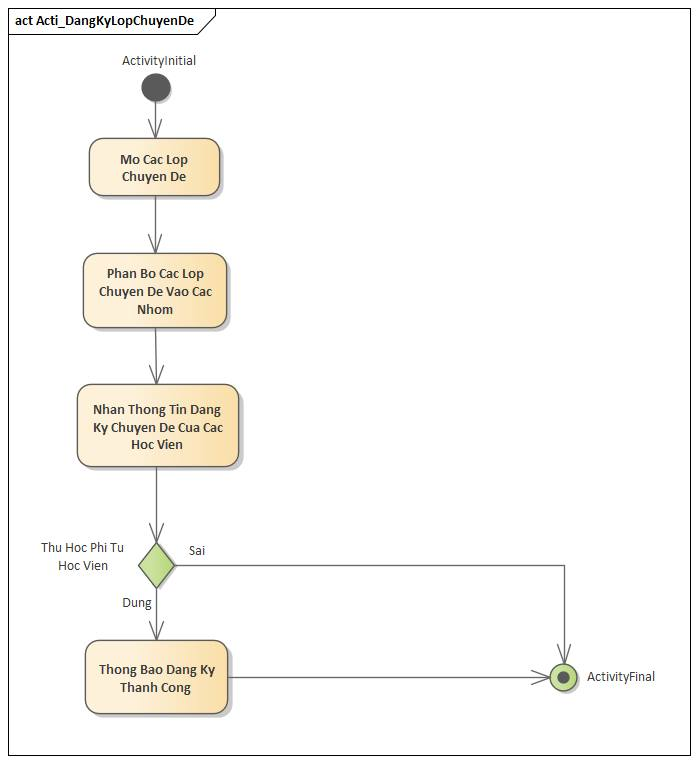 act Acti_DangKyLopChuyenDe
ActivityInitial
Mo Cac Lop
Chuyen De
Phan Bo Cac Lop
Chuyen De Vao Cac
Nhom
Nhan Thong Tin Dang
Ky Chuyen De Cua Cac
Hoc Vien
Thu Hoc Phi Tu
Hoc Vien
Sai
Dung
Thong Bao Dang Ky
Thanh Cong
ActivityFinal